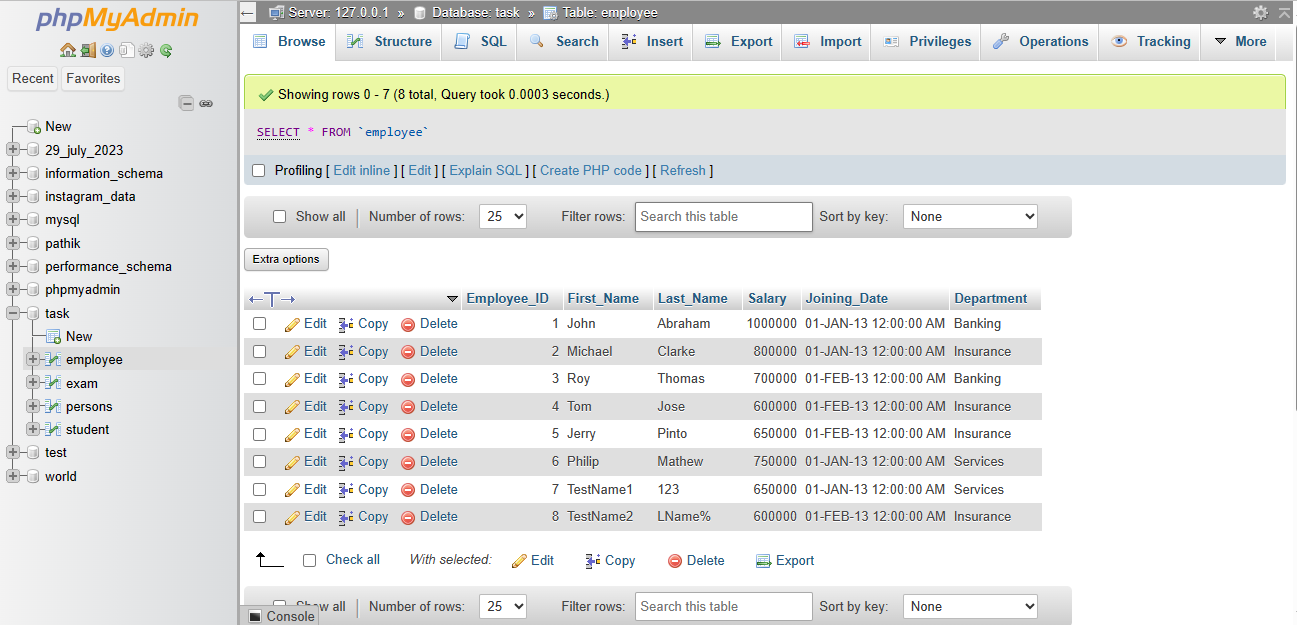 phpMyAdmin
Recent Favorites
New
29_july_2023
information_schema
instagram_data
mysql
pathik
performance_schema
phpmyadmin
task
New
employee
exam
persons
student
test
world
Server: 127.0.0.1 » Database: task » Table: employee
Browse Structure SQL Search Insert Export Import Privileges Operations Tracking More
Showing rows 0 - 7 (8 total, Query took 0.0003 seconds.)
SELECT * FROM `employee`
Profiling [ Edit inline ] [ Edit ] [ Explain SQL ] [ Create PHP code ] [ Refresh ]
Show all Number of rows: 25 Filter rows: Search this table Sort by key: None
Extra options
Employee_ID First_Name Last_Name Salary Joining_Date Department
Edit Copy Delete 1 John Abraham 1000000 01-JAN-13 12:00:00 AM Banking
Edit Copy Delete 2 Michael Clarke 800000 01-JAN-13 12:00:00 AM Insurance
Edit Copy Delete 3 Roy Thomas 700000 01-FEB-13 12:00:00 AM Banking
Edit Copy Delete 4 Tom Jose 600000 01-FEB-13 12:00:00 AM Insurance
Edit Copy Delete 5 Jerry Pinto 650000 01-FEB-13 12:00:00 AM Insurance
Edit Copy Delete 6 Philip Mathew 750000 01-JAN-13 12:00:00 AM Services
Edit Copy Delete 7 TestName1 123 650000 01-JAN-13 12:00:00 AM Services
Edit Copy Delete 8 TestName2 LName% 600000 01-FEB-13 12:00:00 AM Insurance
Check all With selected: Edit Copy Delete Export
Show all Number of rows: 25 Filter rows: Search this table Sort by key: None
Console